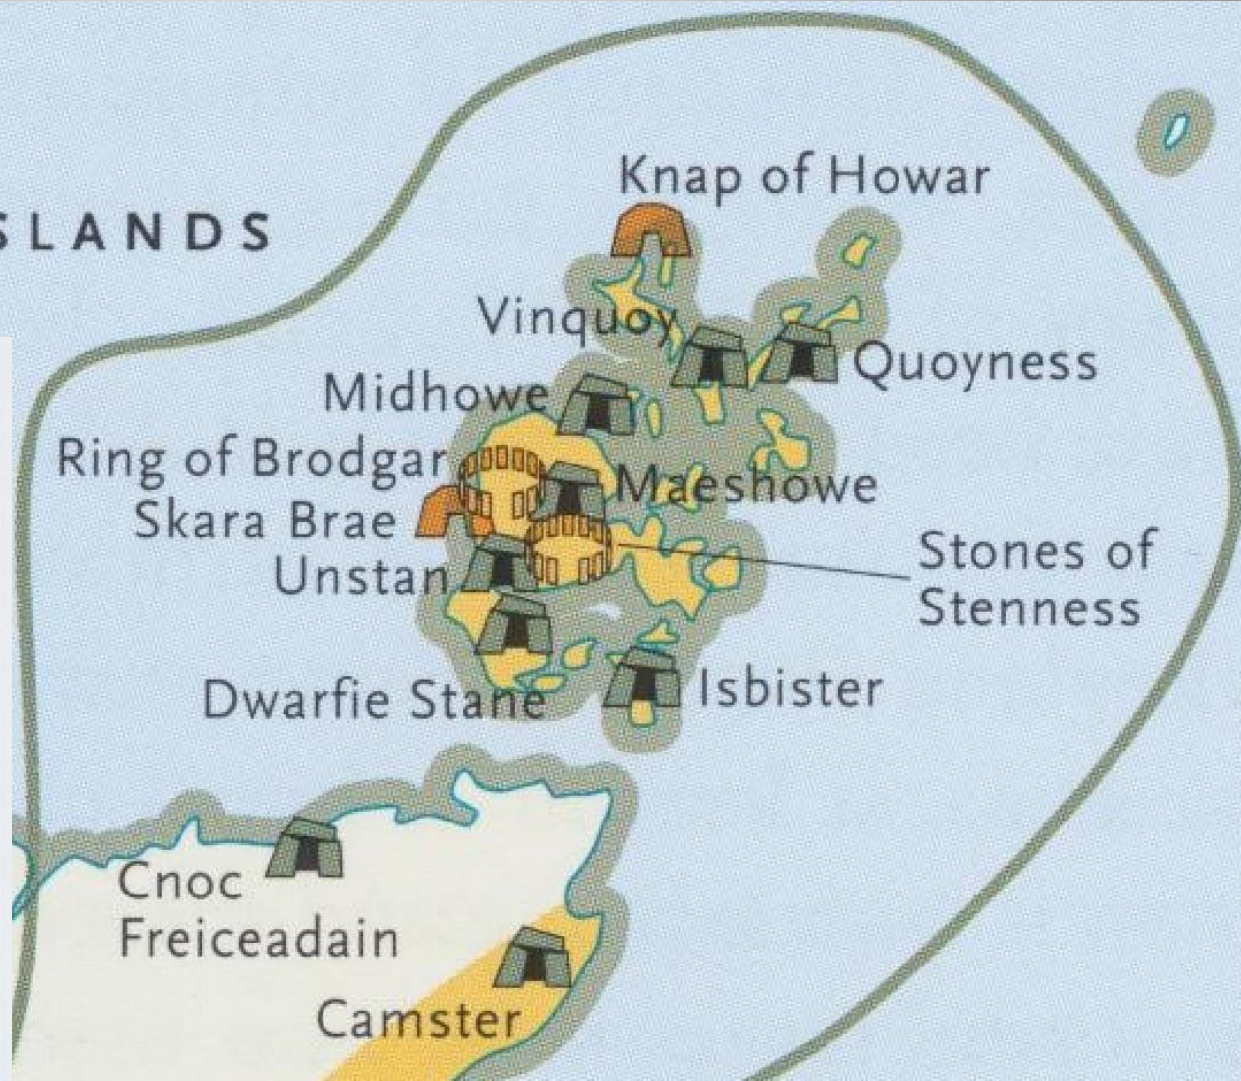 Knap of Howar
SLANDS
Vinquoy
Quoyness
Midhowe
Ring of Brodgar
Maeshowe
Skara Brae
Stones of
Stenness
Unstan
Dwarfie Stane
Isbister
Cnoc
Freiceadain
Camster